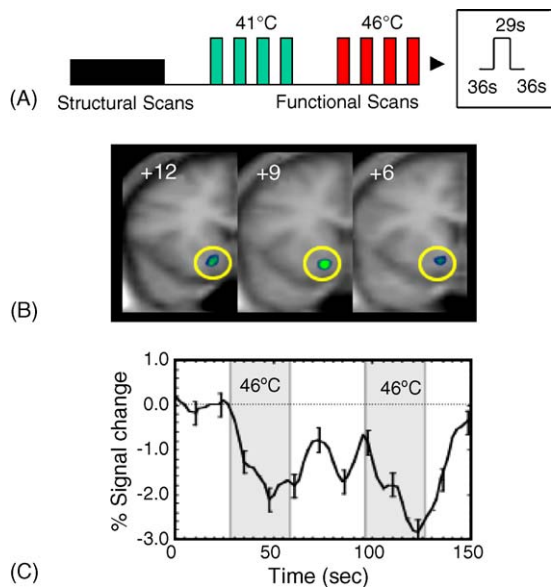 41°C 46°C 29s
36s 36s
(A) Structural Scans Functional Scans
+12 +9 +6
(B)
1.0
46°C 46°C
0.0
-1.0
-2.0
-3.0
% Signal change
0 50 100 150
(C) Time (sec)